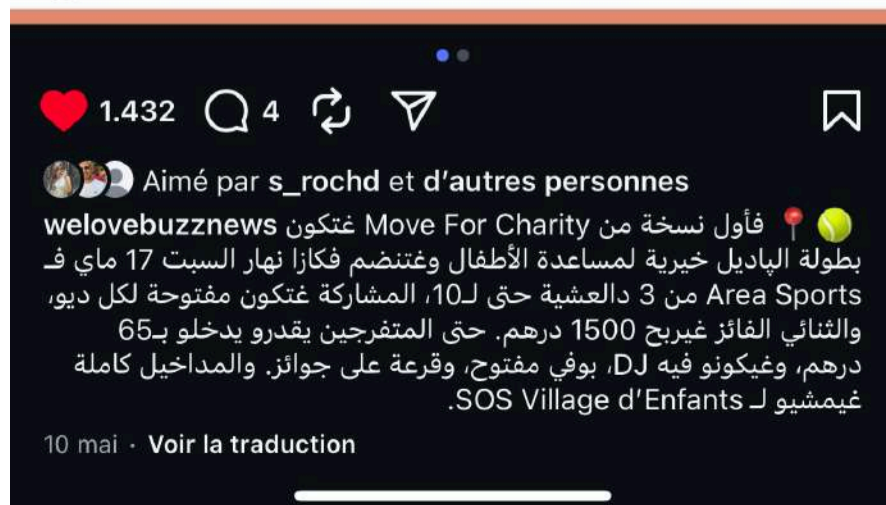 1.432 4
Aimé par s_rochd et d'autres personnes
welovebuzznews غتكون Move For Charity فأول نسخة من 📍 🎾
بطولة الپاديل خيرية لمساعدة الأطفال وغتنضم فكازا نهار السبت 17 ماي فـ
Area Sports من 3 دالعشية حتى لـ10، المشاركة غتكون مفتوحة لكل ديو،
والثنائي الفائز غيربح 1500 درهم. حتى المتفرجين يقدرو يدخلو بـ65
درهم، وغيكونو فيه DJ، بوفي مفتوح، وقرعة على جوائز. والمداخيل كاملة
غيمشيو لـ SOS Village d'Enfants.
10 mai · Voir la traduction